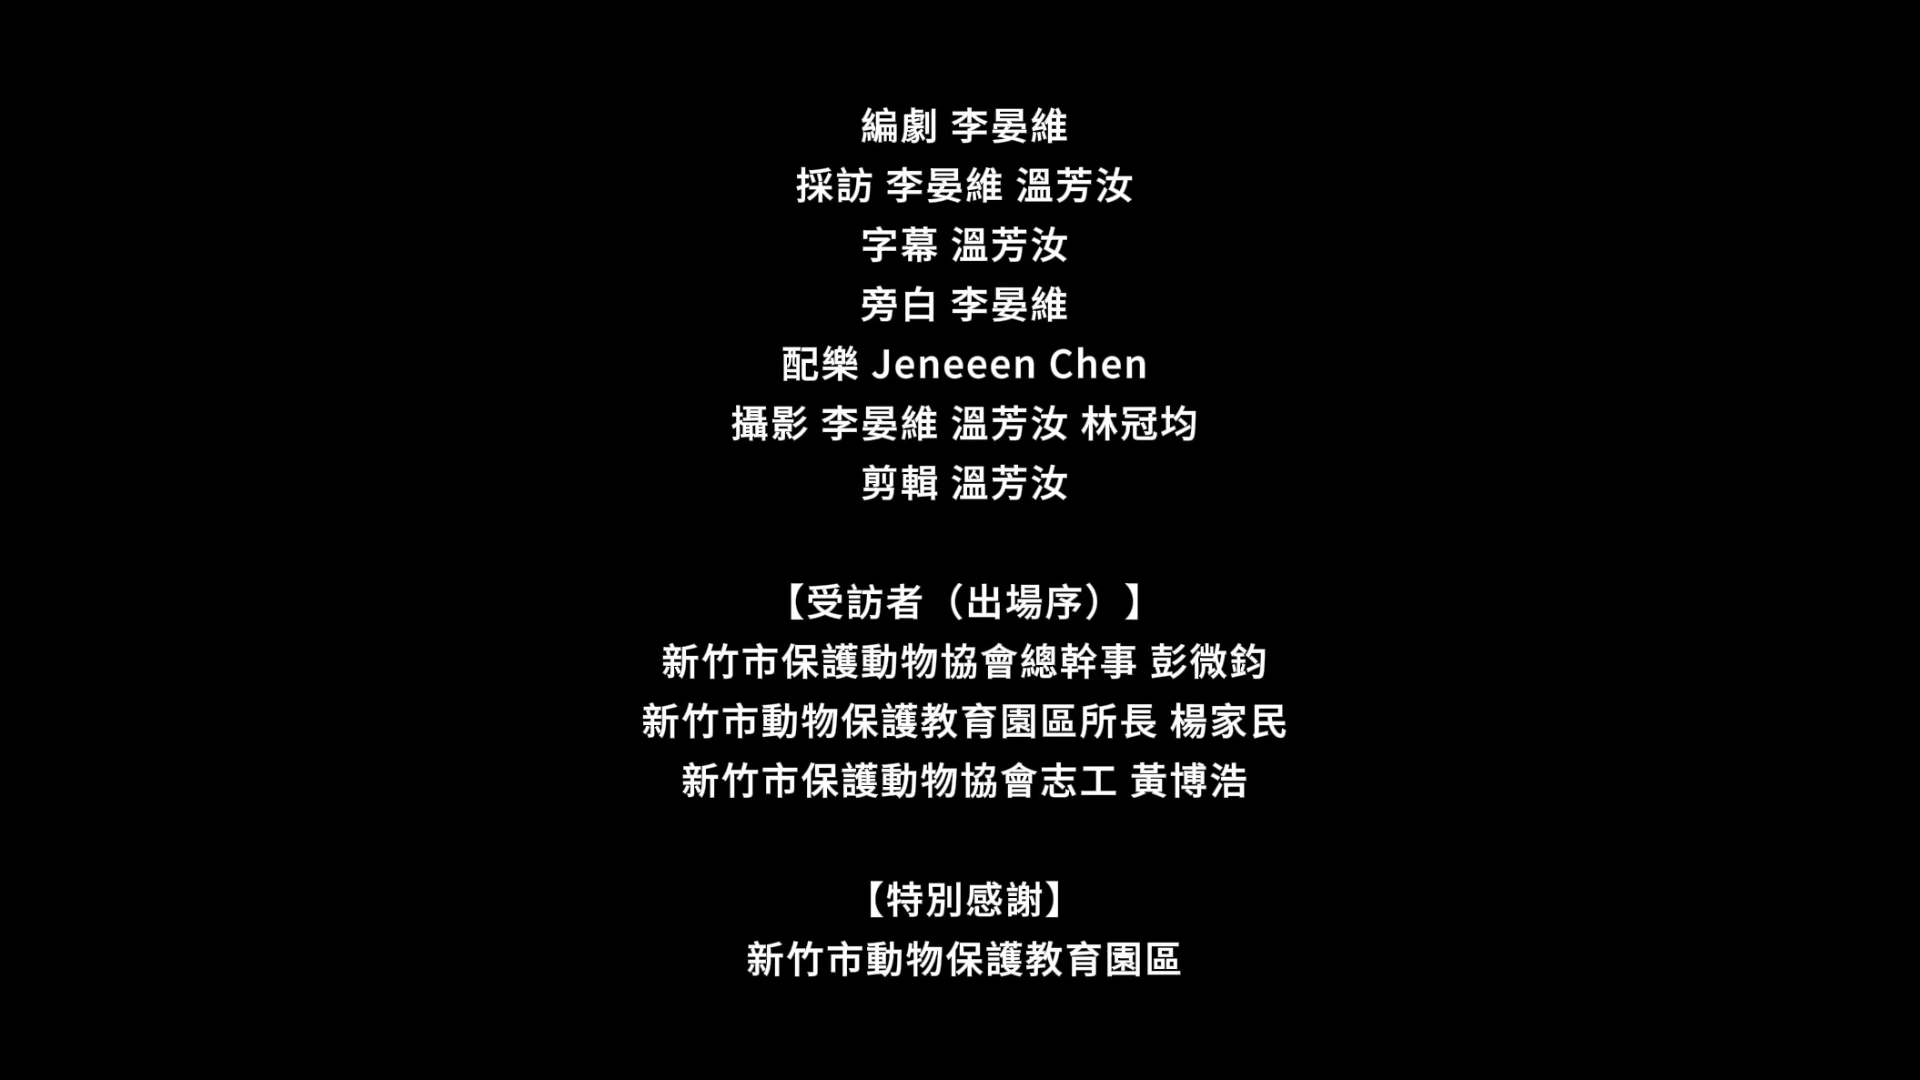 編劇 李晏維
採訪 李晏維 溫芳汝
字幕 溫芳汝
旁白 李晏維
配樂 Jeneeen Chen
攝影 李晏維 溫芳汝 林冠均
剪輯 溫芳汝
【受訪者（出場序）】
新竹市保護動物協會總幹事 彭微鈞
新竹市動物保護教育園區所長 楊家民
新竹市保護動物協會志工 黃博浩
【特別感謝】
新竹市動物保護教育園區